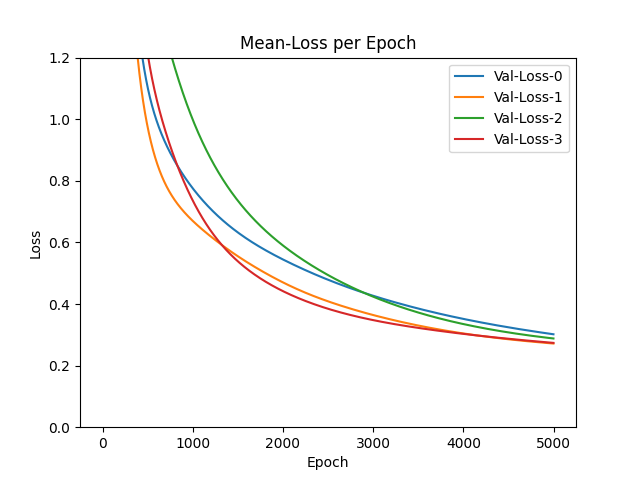 Mean-Loss per Epoch
1.2
1.0
0.8
0.6
0.4
0.2
0.0
Loss
Val-Loss-0
Val-Loss-1
Val-Loss-2
Val-Loss-3
0 1000 2000 3000 4000 5000
Epoch